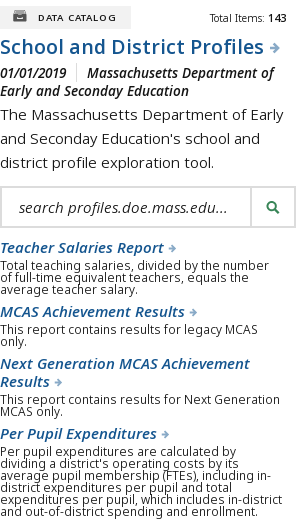 DATA CATALOG Total Items: 143
School and District Profiles
01/01/2019 Massachusetts Department of
Early and Seconday Education
The Massachusetts Department of Early
and Seconday Education's school and
district profile exploration tool.
search profiles.doe.mass.edu...
Teacher Salaries Report
Total teaching salaries, divided by the number
of full-time equivalent teachers, equals the
average teacher salary.
MCAS Achievement Results
This report contains results for legacy MCAS
only.
Next Generation MCAS Achievement
Results
This report contains results for Next Generation
MCAS only.
Per Pupil Expenditures
Per pupil expenditures are calculated by
dividing a district's operating costs by its
average pupil membership (FTEs), including in-
district expenditures per pupil and total
expenditures per pupil, which includes in-district
and out-of-district spending and enrollment.